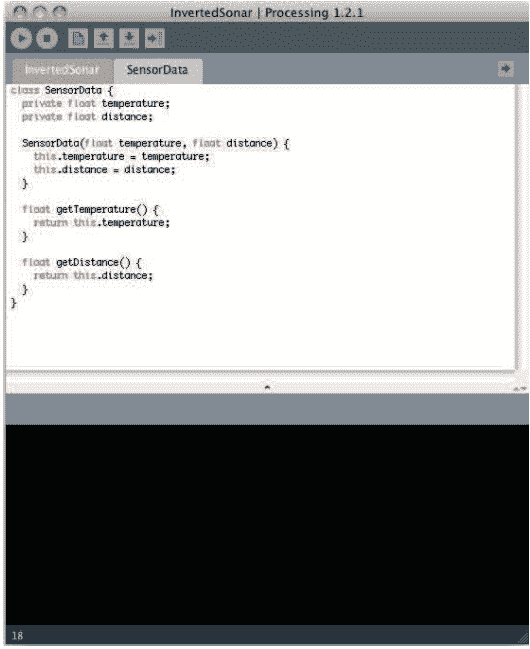 InvertedSonar | Processing 1.2.1
InvertedSonar SensorData
class SensorData {
private float temperature;
private float distance;
SensorData(float temperature, float distance) {
this.temperature = temperature;
this.distance = distance;
}
float getTemperature() {
return this.temperature;
}
float getDistance() {
return this.distance;
}
}
18